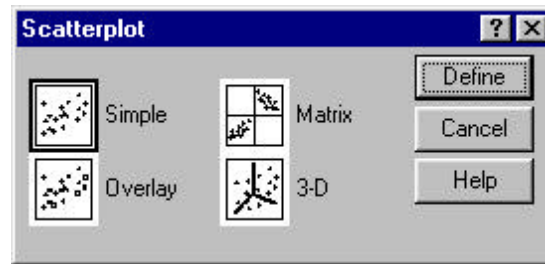 Scatterplot
Simple
Matrix
Define
Cancel
Overlay
3-D
Help